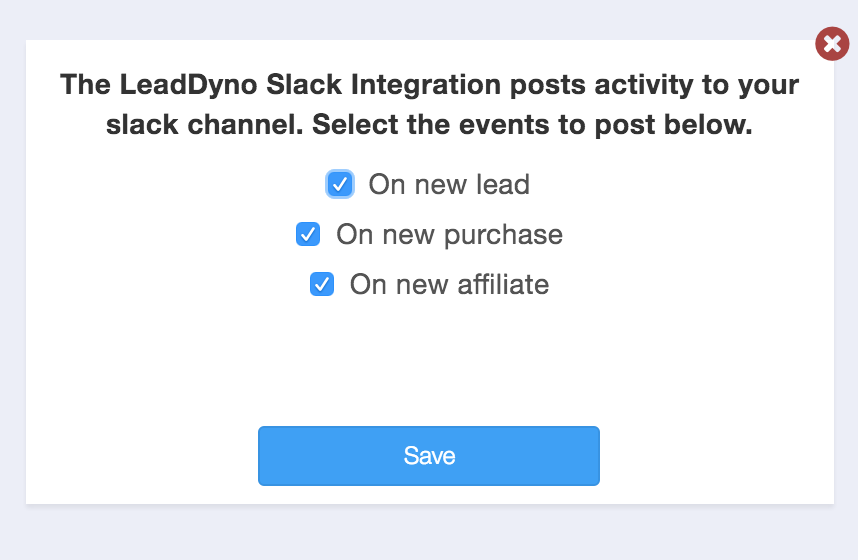 The LeadDyno Slack Integration posts activity to your
slack channel. Select the events to post below.
On new lead
On new purchase
On new affiliate
Save